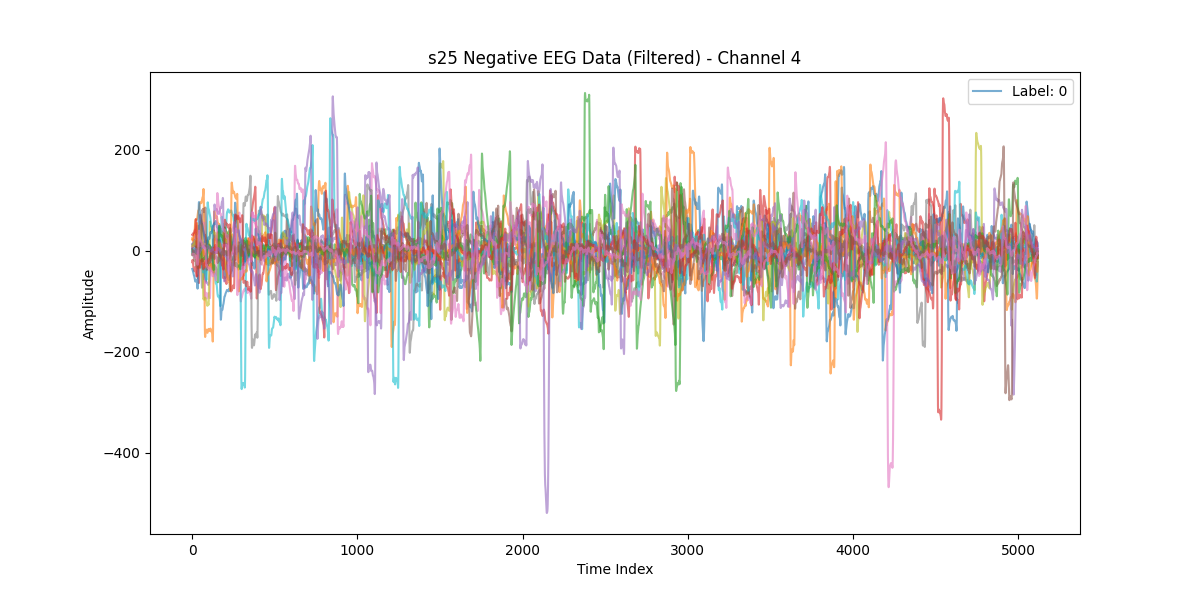 s25 Negative EEG Data (Filtered) - Channel 4
Label: 0
Amplitude
200
0
−200
−400
0 1000 2000 3000 4000 5000
Time Index